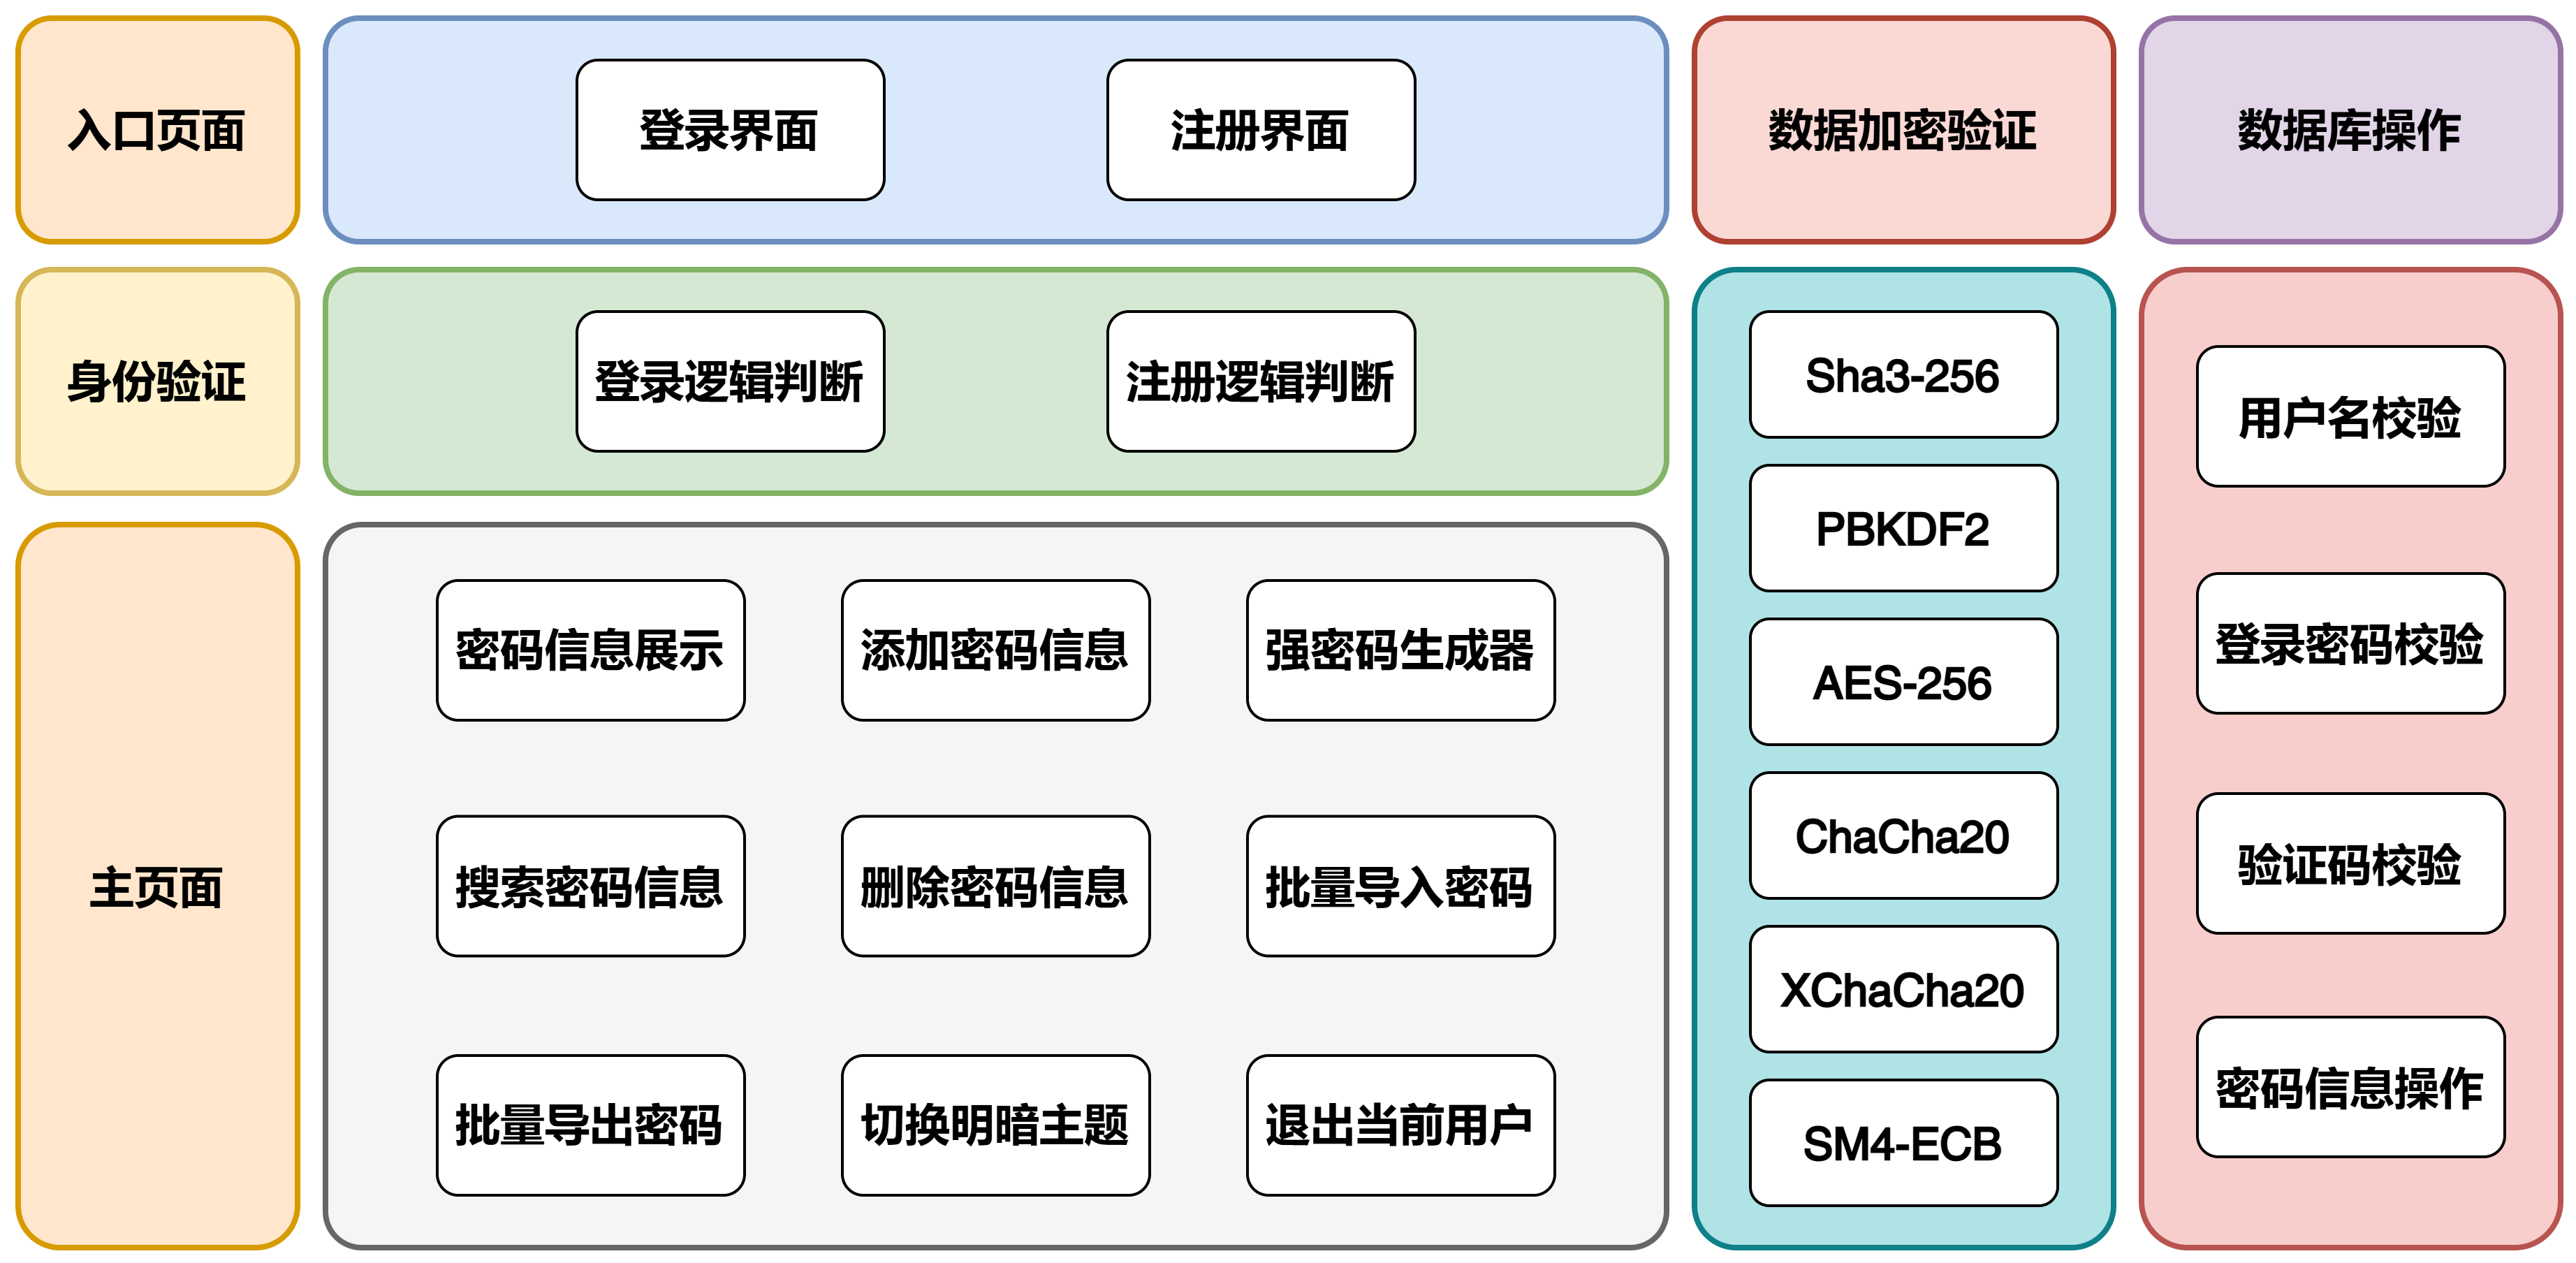 入口页面
登录界面
注册界面
数据加密验证
数据库操作
身份验证
登录逻辑判断
注册逻辑判断
主页面
密码信息展示
添加密码信息
强密码生成器
搜索密码信息
删除密码信息
批量导入密码
批量导出密码
切换明暗主题
退出当前用户
Sha3-256
PBKDF2
AES-256
ChaCha20
XChaCha20
SM4-ECB
用户名校验
登录密码校验
验证码校验
密码信息操作